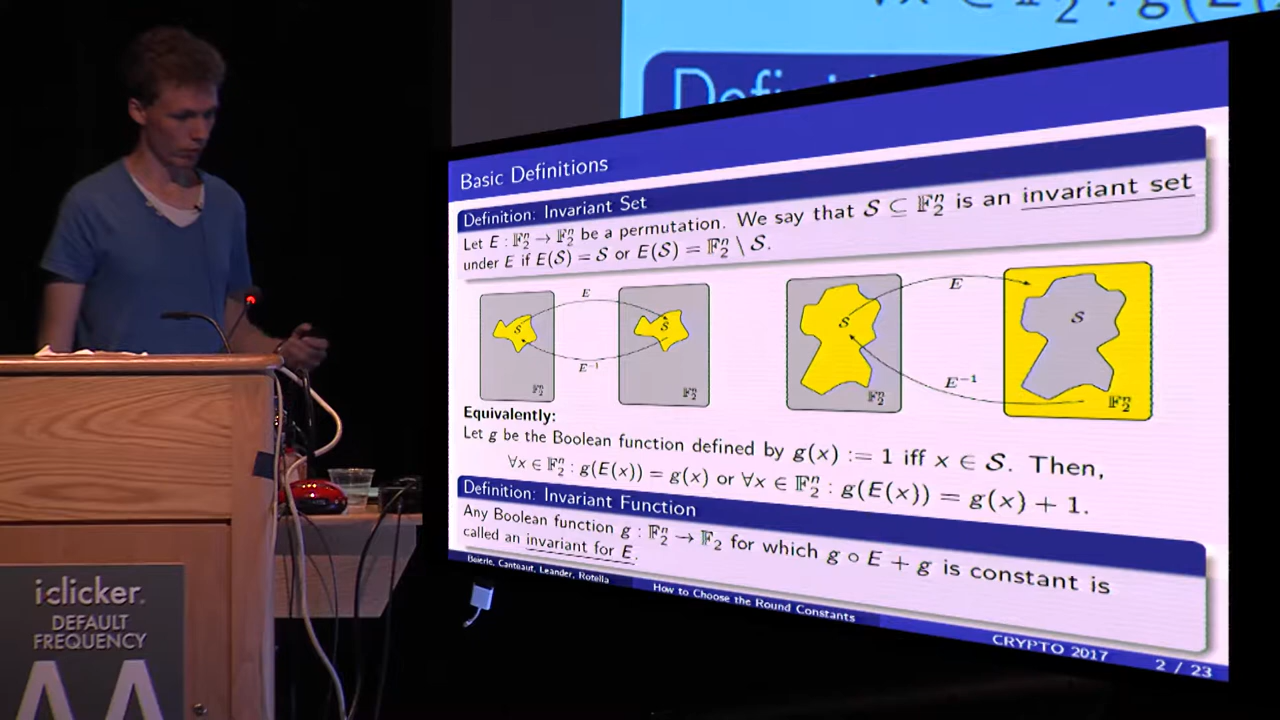 ∀x ∈ 𝔽₂ : g(E(
Defi
Basic Definitions
Definition: Invariant Set
Let E : 𝔽₂ⁿ → 𝔽₂ⁿ be a permutation. We say that 𝒮 ⊆ 𝔽₂ⁿ is an invariant set
under E if E(𝒮) = 𝒮 or E(𝒮) = 𝔽₂ⁿ \ 𝒮.
E E
𝒮 𝒮 𝒮 𝒮
E⁻¹ E⁻¹
𝔽₂ⁿ 𝔽₂ⁿ 𝔽₂ⁿ 𝔽₂ⁿ
Equivalently:
Let g be the Boolean function defined by g(x) := 1 iff x ∈ 𝒮. Then,
∀x ∈ 𝔽₂ⁿ : g(E(x)) = g(x) or ∀x ∈ 𝔽₂ⁿ : g(E(x)) = g(x) + 1.
Definition: Invariant Function
Any Boolean function g : 𝔽₂ⁿ → 𝔽₂ for which g ∘ E + g is constant is
called an invariant for E.
Beierle, Canteaut, Leander, Rotella How to Choose the Round Constants CRYPTO 2017 2 / 23
iclicker.
DEFAULT
FREQUENCY
AA